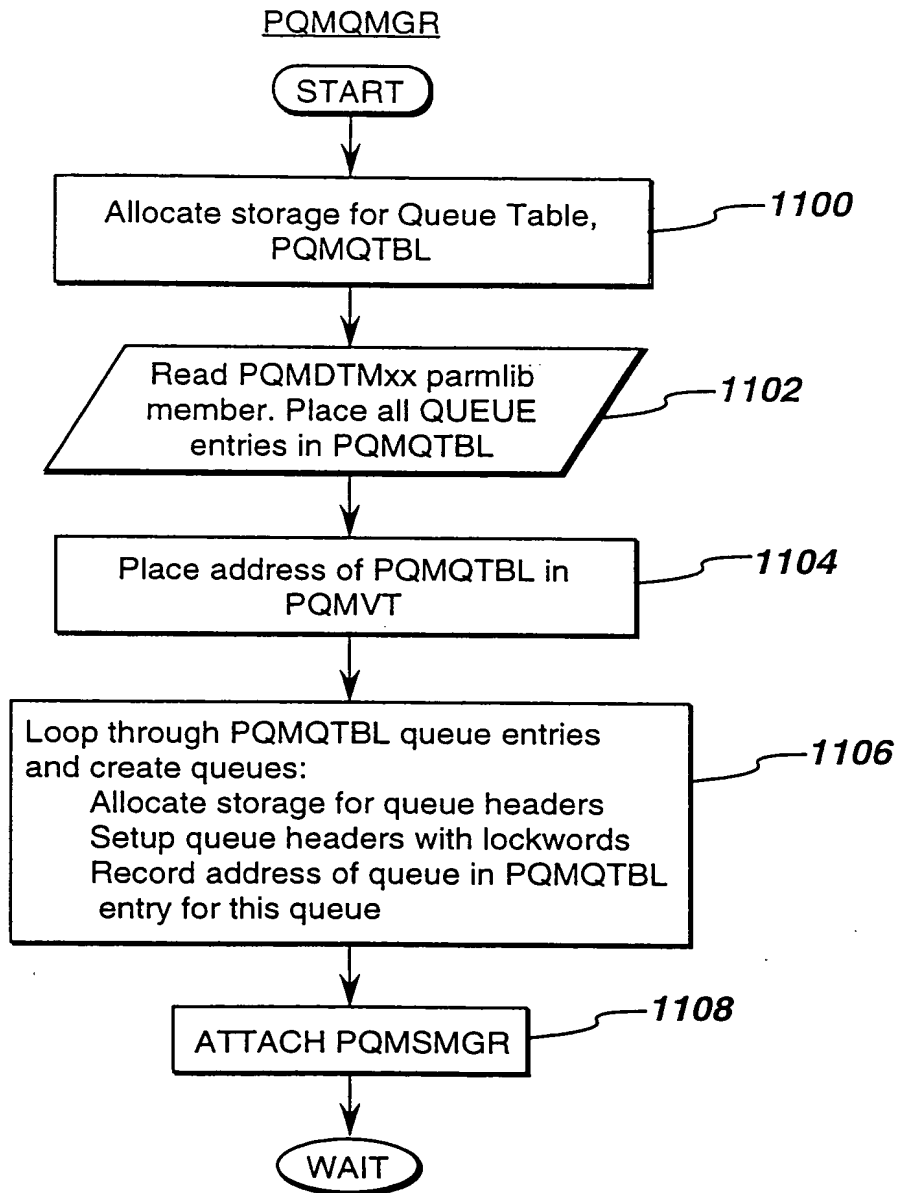 PQMQMGR
START
Allocate storage for Queue Table,
PQMQTBL
1100
Read PQMDTMxx parmlib
member. Place all QUEUE
entries in PQMQTBL
1102
Place address of PQMQTBL in
PQMVT
1104
Loop through PQMQTBL queue entries
and create queues:
Allocate storage for queue headers
Setup queue headers with lockwords
Record address of queue in PQMQTBL
entry for this queue
1106
ATTACH PQMSMGR
1108
WAIT